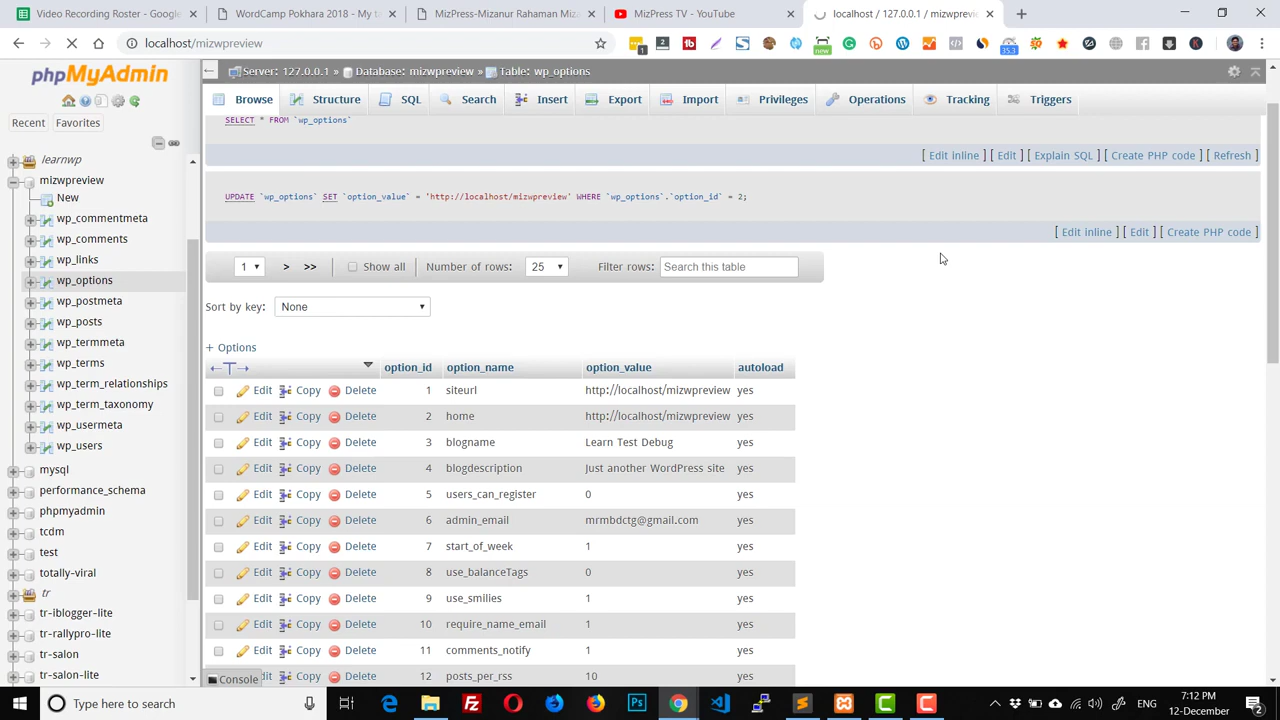 Video Recording Roster - Google
WordCamp Pokhara 2018 - My ta
MizPress-Mizanur Rahaman Miza
MizPress TV - YouTube
localhost / 127.0.0.1 / mizwprevie
localhost/mizwpreview
phpMyAdmin
Recent
Favorites
learnwp
mizwpreview
New
wp_commentmeta
wp_comments
wp_links
wp_options
wp_postmeta
wp_posts
wp_termmeta
wp_terms
wp_term_relationships
wp_term_taxonomy
wp_usermeta
wp_users
mysql
performance_schema
phpmyadmin
tcdm
test
totally-viral
tr
tr-iblogger-lite
tr-rallypro-lite
tr-salon
tr-salon-lite
Server: 127.0.0.1 » Database: mizwpreview » Table: wp_options
Browse Structure SQL Search Insert Export Import Privileges Operations Tracking Triggers
SELECT * FROM `wp_options`
[ Edit inline ] [ Edit ] [ Explain SQL ] [ Create PHP code ] [ Refresh ]
UPDATE `wp_options` SET `option_value` = 'http://localhost/mizwpreview' WHERE `wp_options`.`option_id` = 2;
[ Edit inline ] [ Edit ] [ Create PHP code ]
1 > >> Show all Number of rows: 25 Filter rows: Search this table
Sort by key: None
+ Options
option_id option_name option_value autoload
Edit Copy Delete 1 siteurl http://localhost/mizwpreview yes
Edit Copy Delete 2 home http://localhost/mizwpreview yes
Edit Copy Delete 3 blogname Learn Test Debug yes
Edit Copy Delete 4 blogdescription Just another WordPress site yes
Edit Copy Delete 5 users_can_register 0 yes
Edit Copy Delete 6 admin_email mrmbdctg@gmail.com yes
Edit Copy Delete 7 start_of_week 1 yes
Edit Copy Delete 8 use_balanceTags 0 yes
Edit Copy Delete 9 use_smilies 1 yes
Edit Copy Delete 10 require_name_email 1 yes
Edit Copy Delete 11 comments_notify 1 yes
Edit Copy Delete 12 posts_per_rss 10 yes
Console
Type here to search
ENG
7:12 PM
12-December
2